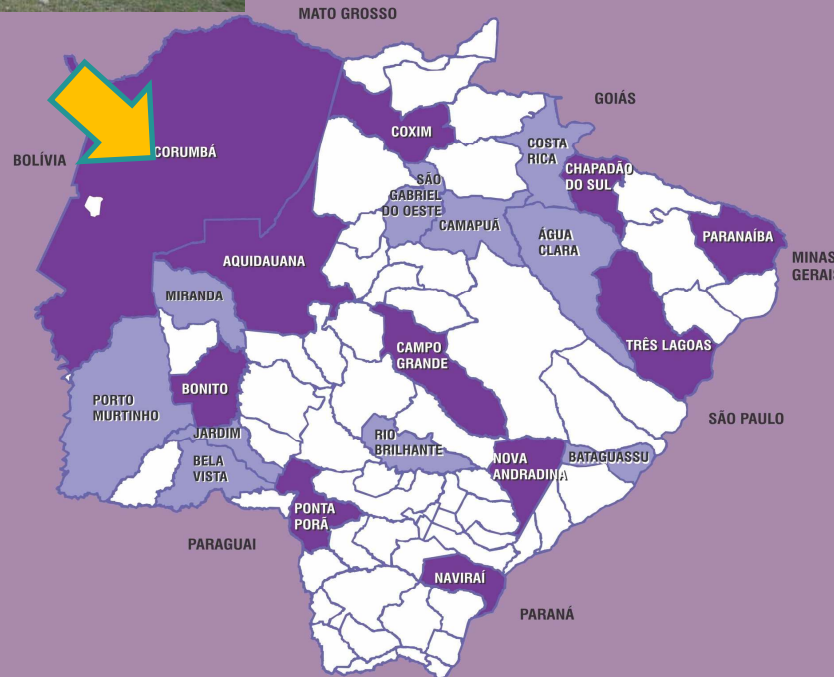 MATO GROSSO
GOIÁS
BOLÍVIA
CORUMBÁ
COXIM
COSTA
RICA
CHAPADÃO
DO SUL
SÃO
GABRIEL
DO OESTE
CAMAPUÃ
ÁGUA
CLARA
PARANAÍBA
MINAS
GERAIS
AQUIDAUANA
MIRANDA
CAMPO
GRANDE
TRÊS LAGOAS
BONITO
PORTO
MURTINHO
SÃO PAULO
JARDIM
RIO
BRILHANTE
BELA
VISTA
NOVA
ANDRADINA
BATAGUASSU
PONTA
PORÃ
PARAGUAI
NAVIRAÍ
PARANÁ